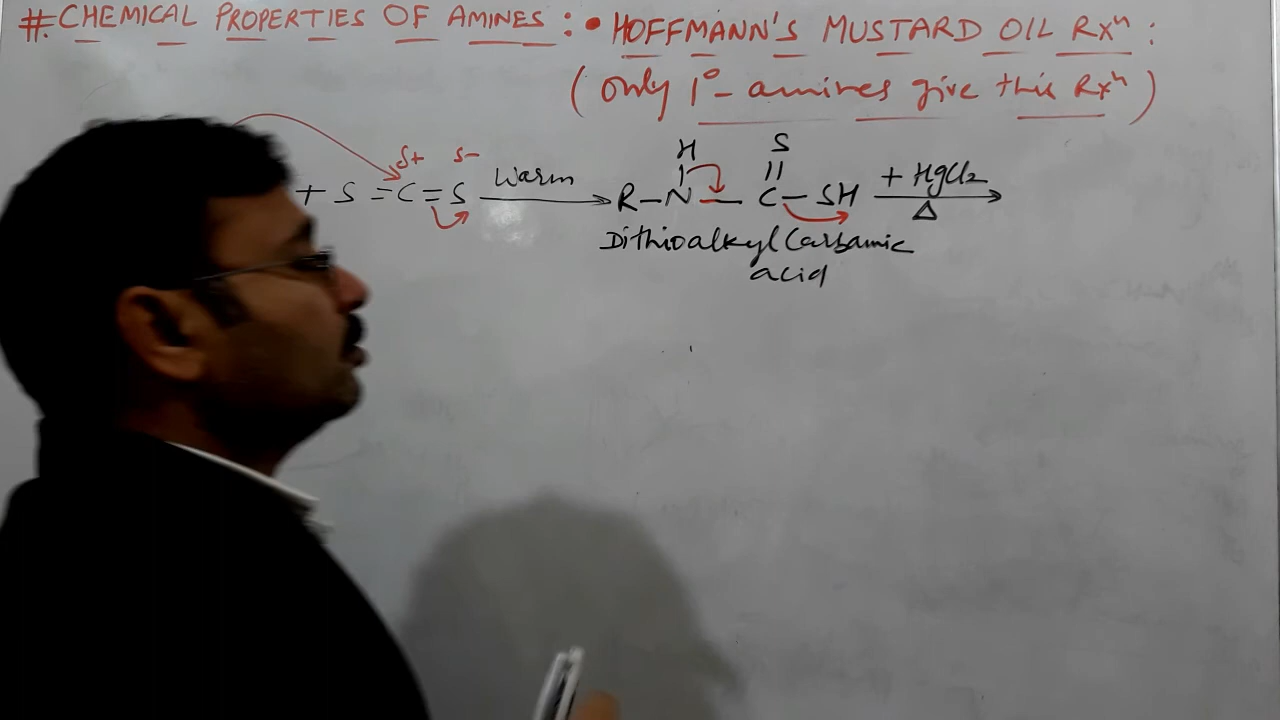 #: CHEMICAL PROPERTIES OF AMINES : • HOFFMANN'S MUSTARD OIL Rxⁿ :
(only 1°- amines give this Rxⁿ)
δ+ δ- H S
+ S = C = S Warm R-N — C - SH + HgCl₂
Δ
Dithioalkyl Carbamic
acid